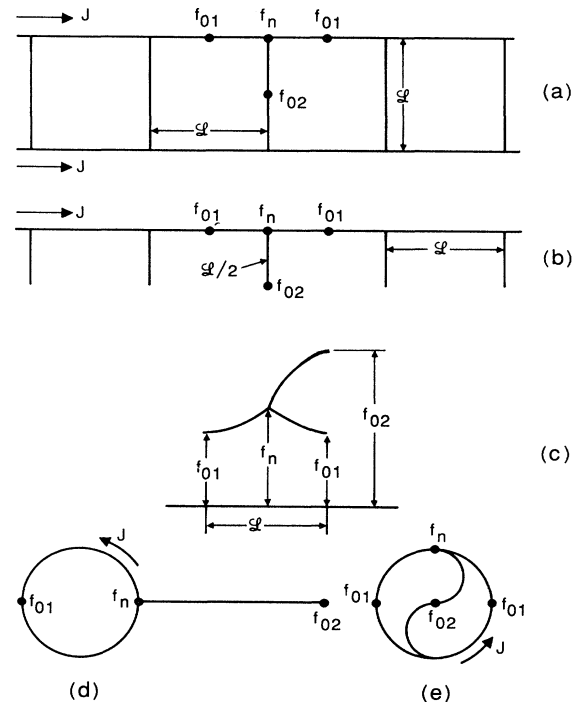 J f01 fn f01
f02 ℒ
ℒ
(a)
J
J f01 fn f01
ℒ
ℒ/2
(b)
f02
f01 fn f01 f02
(c)
ℒ
J
f01 fn f02
(d)
fn
f01 f02 f01
J
(e)